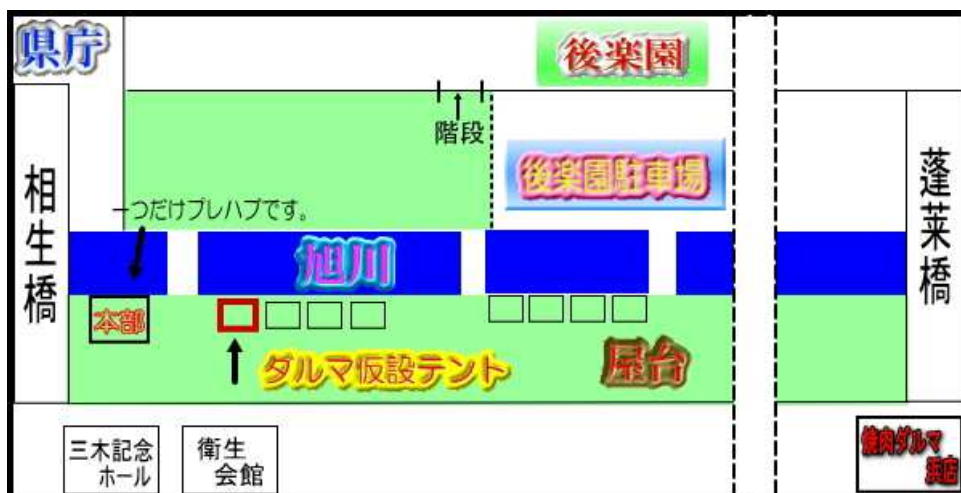 県庁
後楽園
階段
後楽園駐車場
相生橋
蓬莱橋
一つだけプレハブです。
旭川
本部
ダルマ仮設テント
屋台
三木記念
ホール
衛生
会館
焼肉ダルマ
浜店